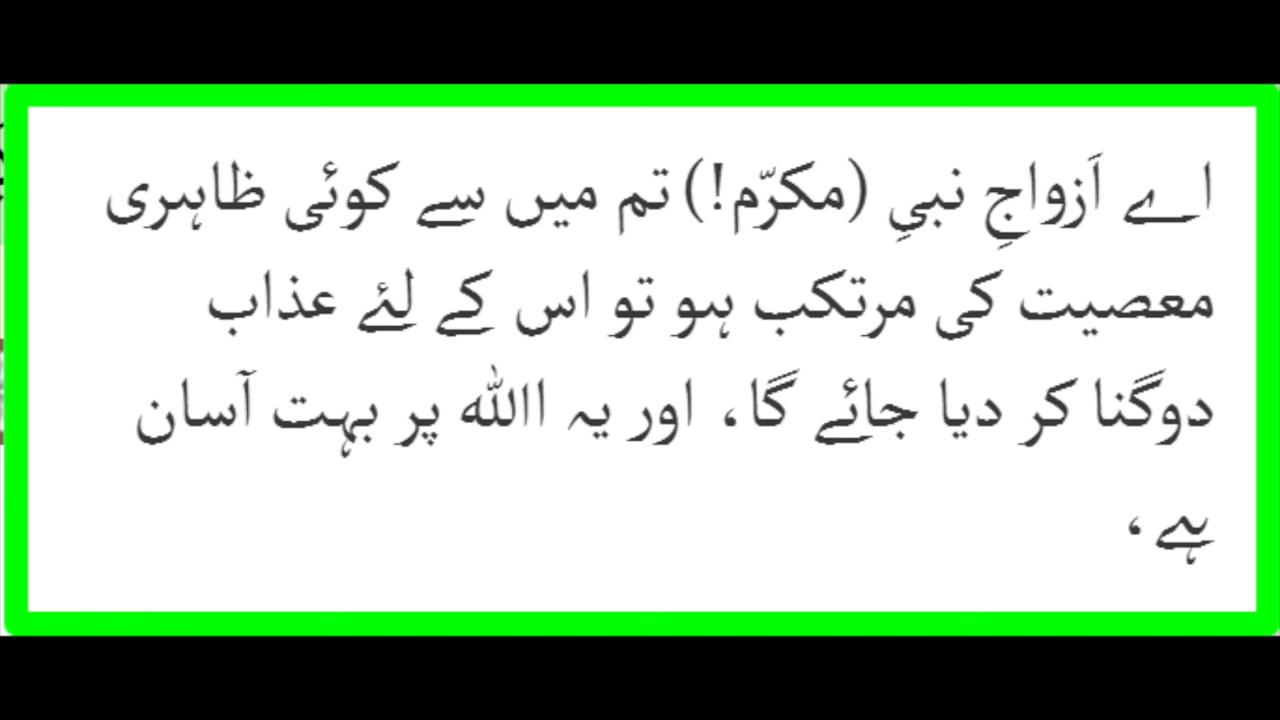 اے اَزواجِ نبیِ (مکرّم!) تم میں سے کوئی ظاہری
معصیت کی مرتکب ہو تو اس کے لئے عذاب
دوگنا کر دیا جائے گا، اور یہ اﷲ پر بہت آسان
ہے،